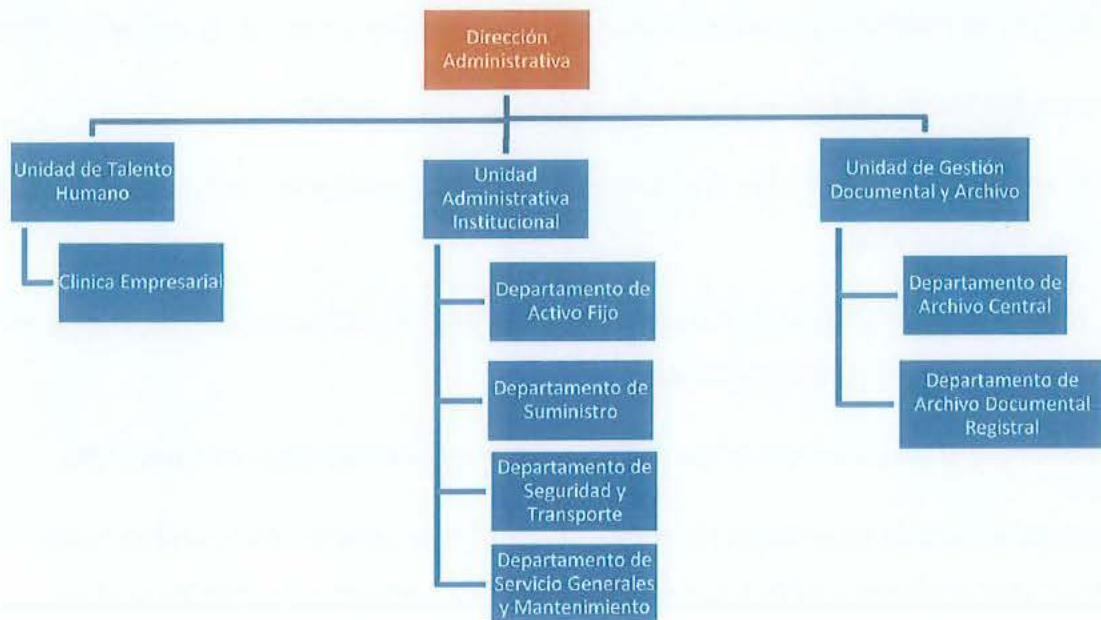 Dirección
Administrativa
Unidad de Talento
Humano
Clinica Empresarial
Unidad
Administrativa
Institucional
Departamento de
Activo Fijo
Departamento de
Suministro
Departamento de
Seguridad y
Transporte
Departamento de
Servicio Generales
y Mantenimiento
Unidad de Gestión
Documental y Archivo
Departamento de
Archivo Central
Departamento de
Archivo Documental
Registral